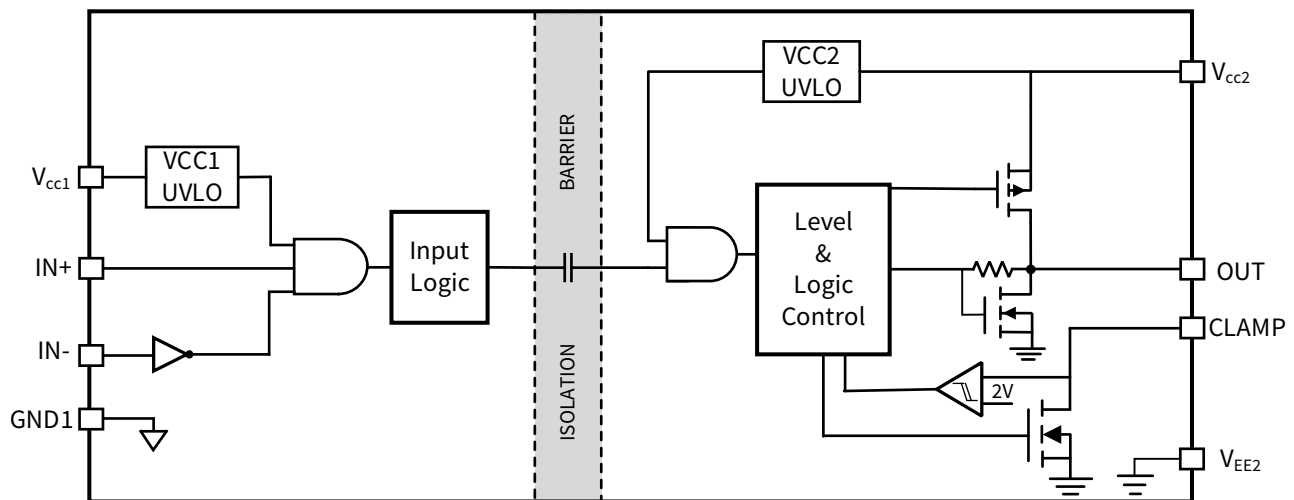 VCC2
UVLO
Vcc2
BARRIER
VCC1
UVLO
Vcc1
Level
&
Logic
Control
Input
Logic
IN+
OUT
CLAMP
IN-
2V
ISOLATION
GND1
VEE2